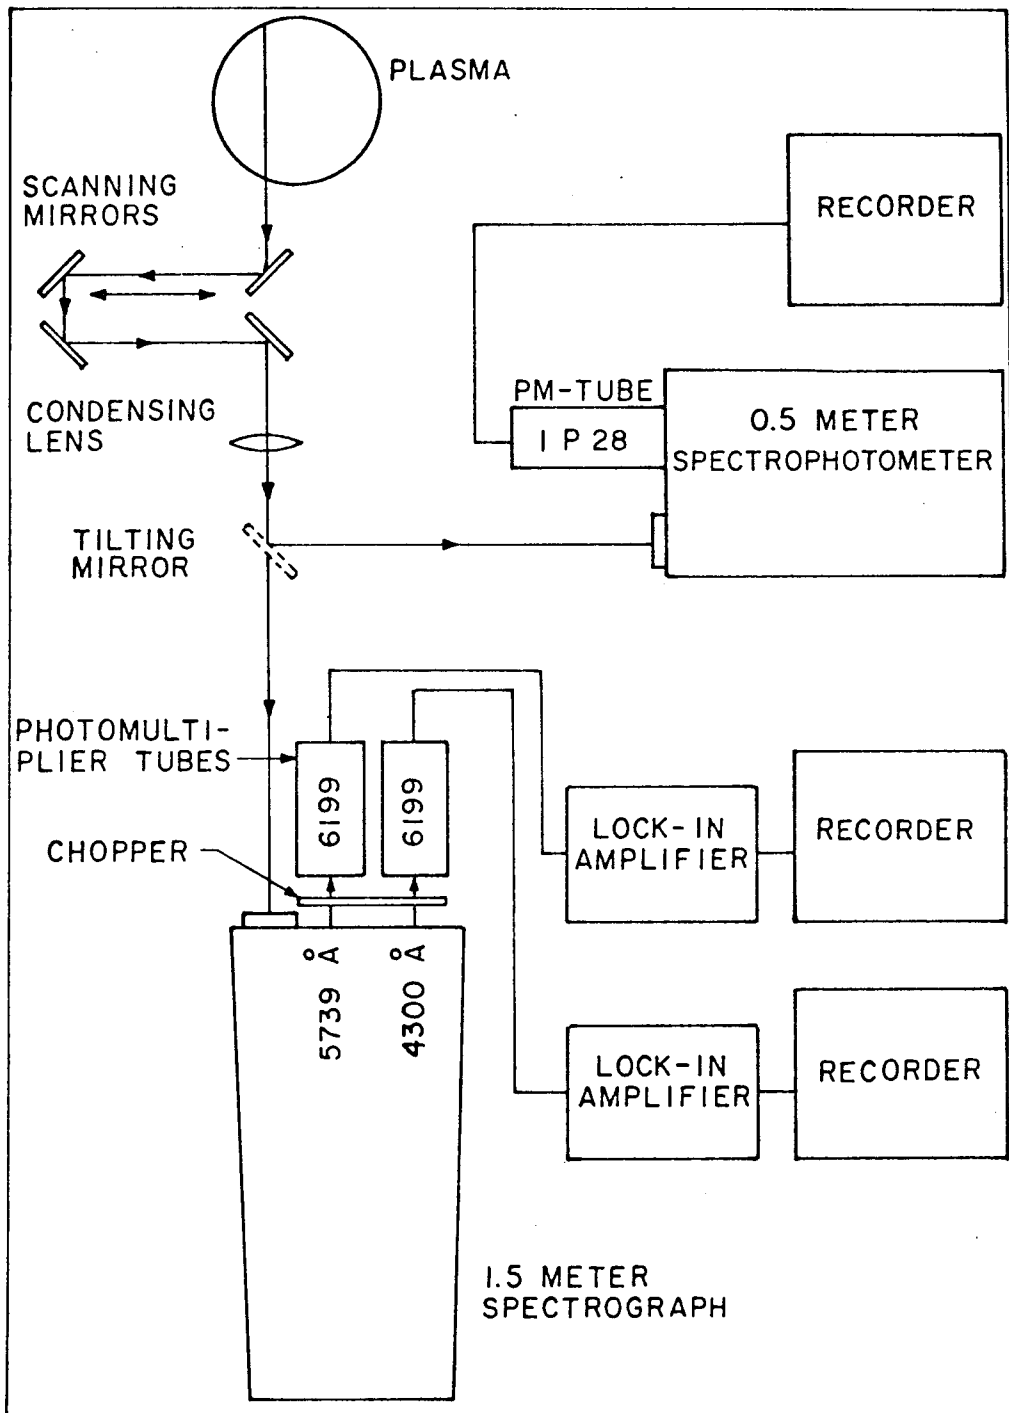 PLASMA
SCANNING
MIRRORS
RECORDER
CONDENSING
LENS
PM-TUBE
1 P 28
0.5 METER
SPECTROPHOTOMETER
TILTING
MIRROR
PHOTOMULTI-
PLIER TUBES
6199
6199
CHOPPER
LOCK-IN
AMPLIFIER
RECORDER
5739 Å
4300 Å
LOCK-IN
AMPLIFIER
RECORDER
1.5 METER
SPECTROGRAPH